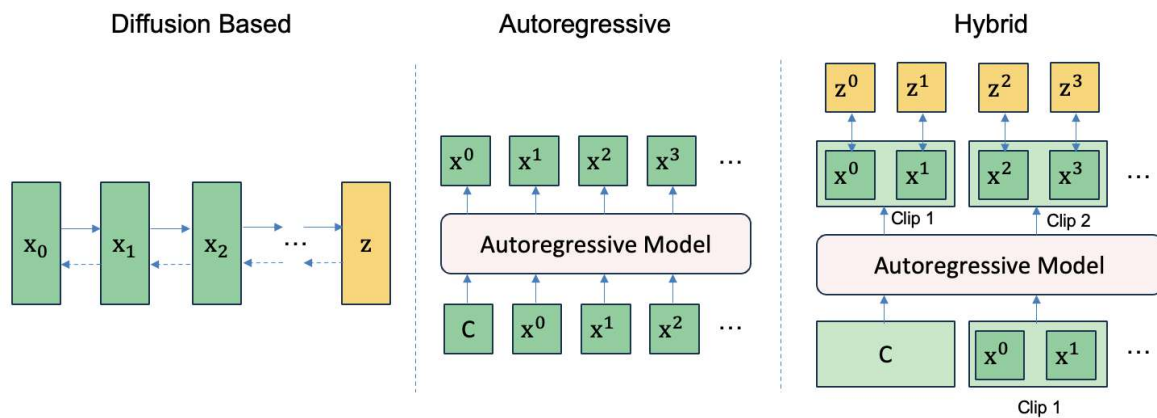 Diffusion Based
x₀ x₁ x₂ ... z
Autoregressive
x⁰ x¹ x² x³ ...
Autoregressive Model
C x⁰ x¹ x² ...
Hybrid
z⁰ z¹ z² z³
x⁰ x¹ x² x³ ...
Clip 1 Clip 2
Autoregressive Model
C x⁰ x¹ ...
Clip 1